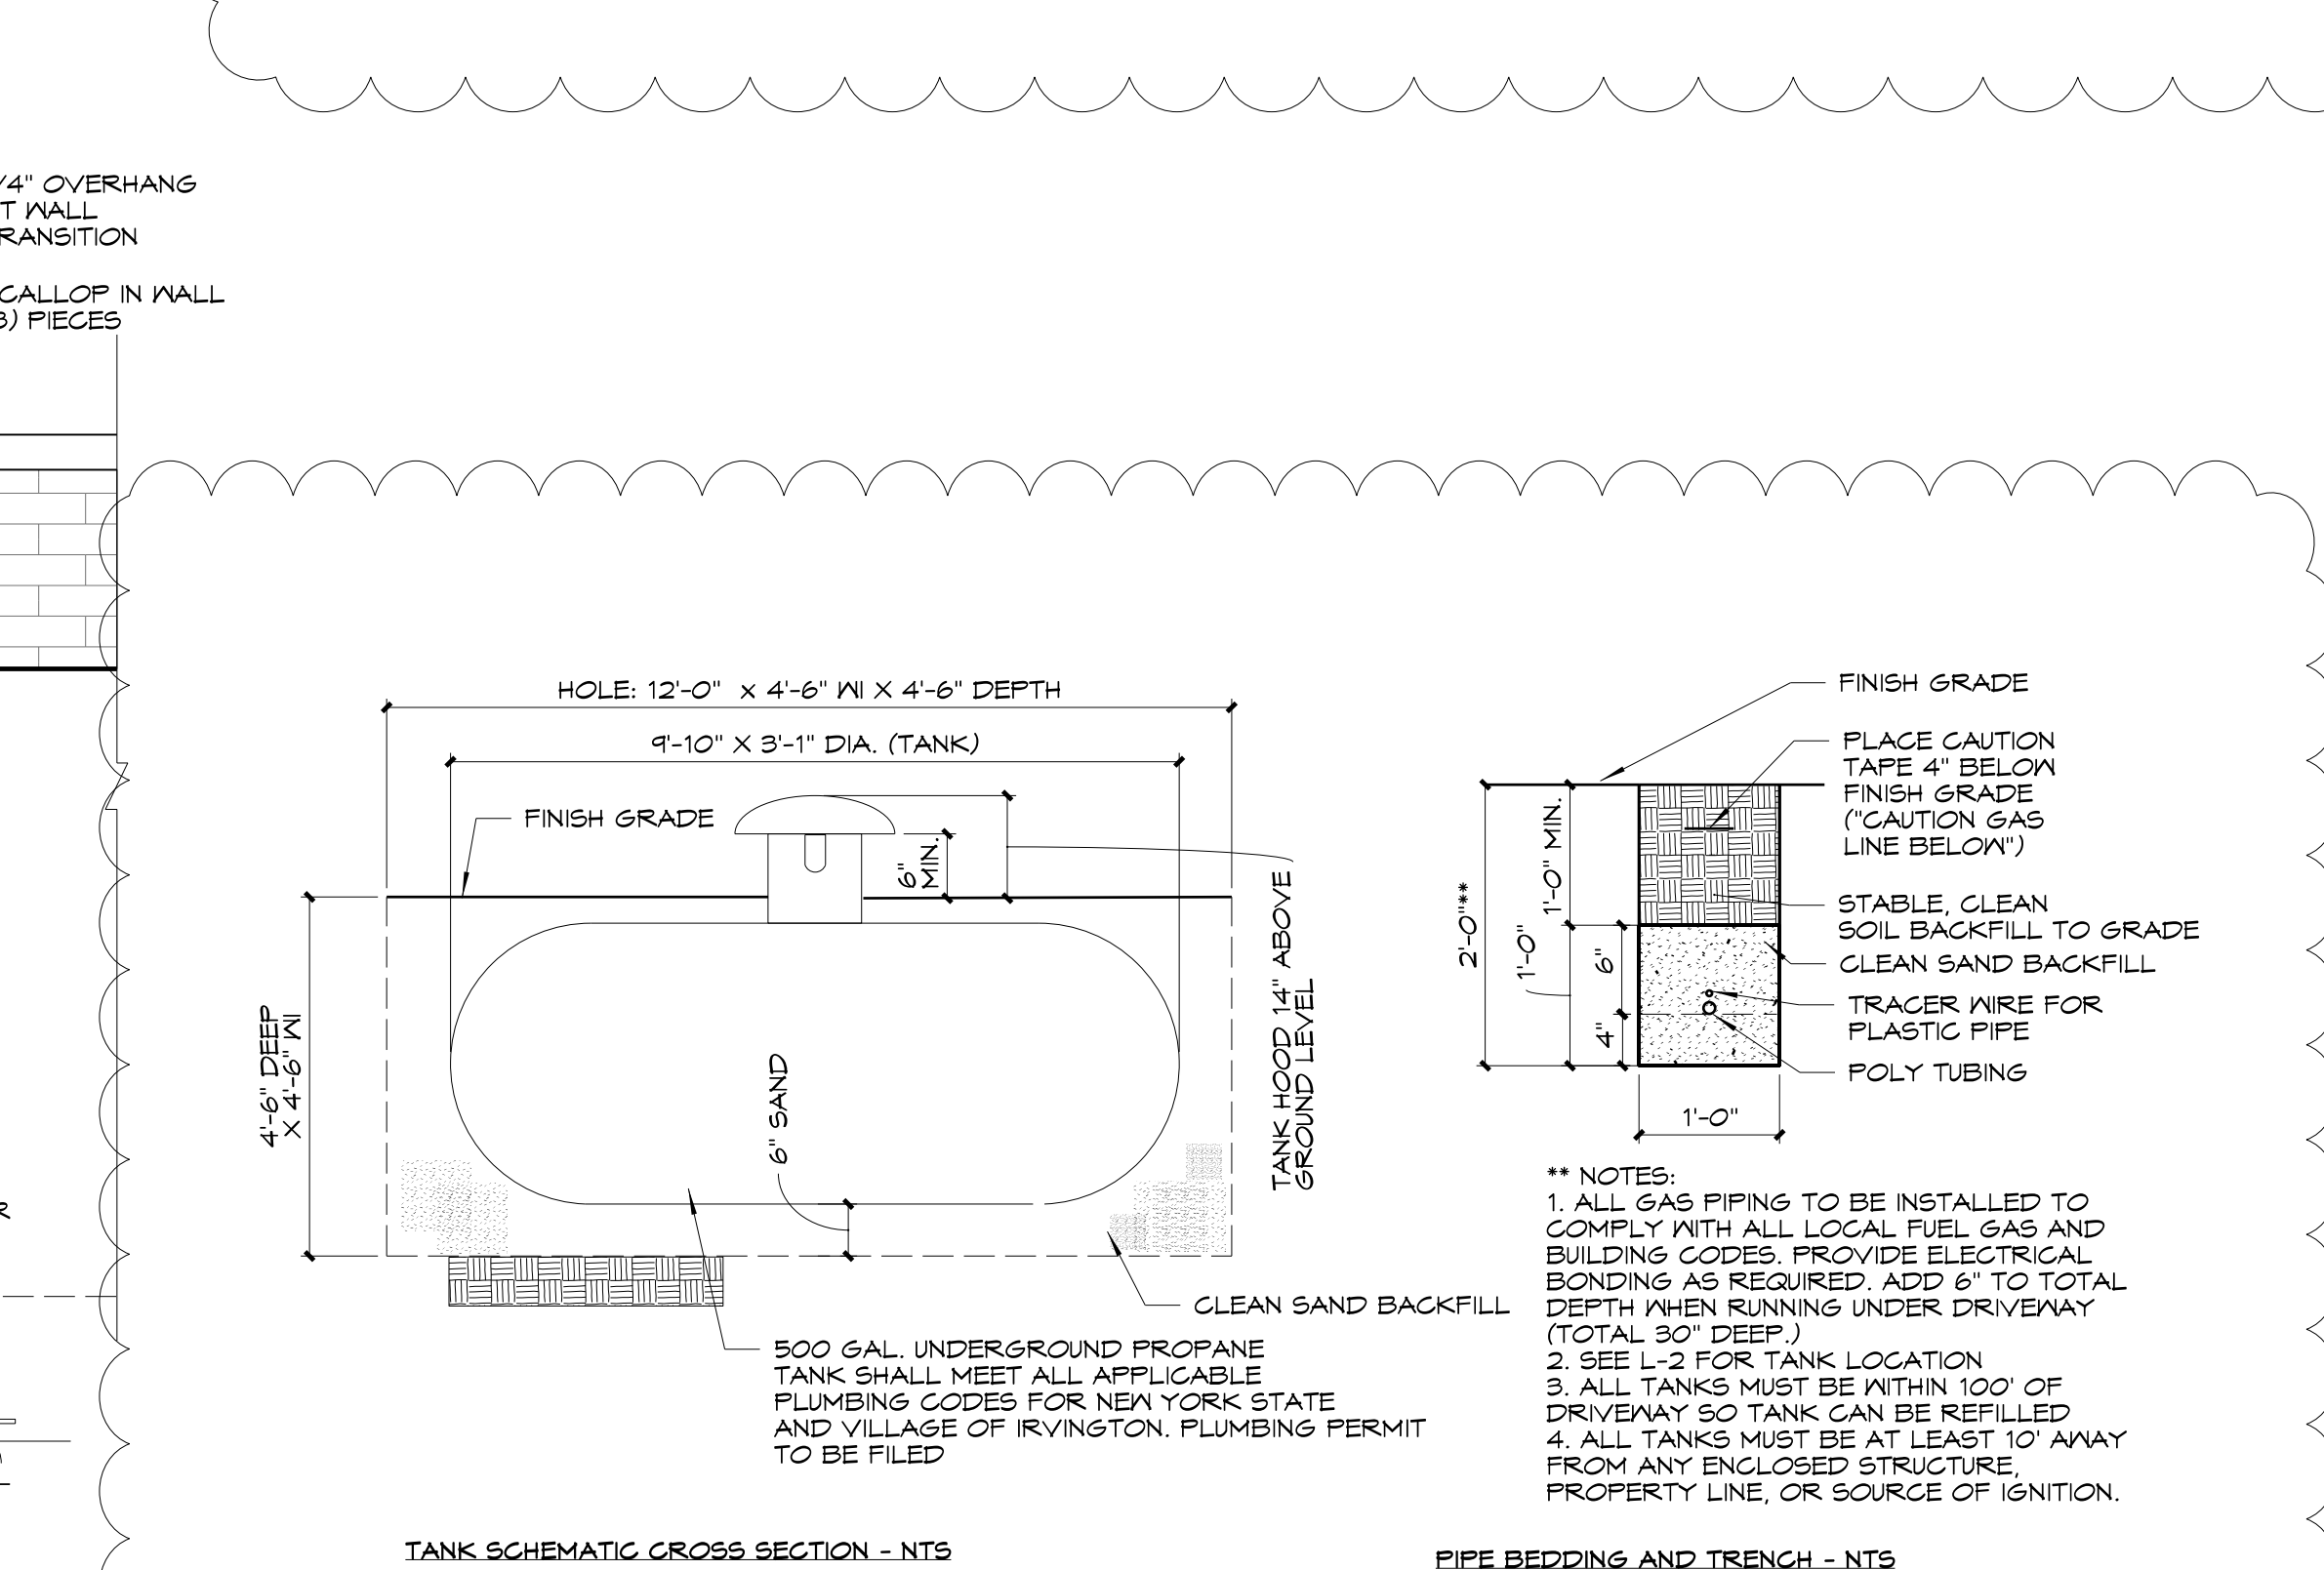 /4" OVERHANG
T WALL
RANSITION
CALLOP IN WALL
3) PIECES
HOLE: 12'-0" x 4'-6" WI X 4'-6" DEPTH
9'-10" X 3'-1" DIA. (TANK)
FINISH GRADE
6"
MIN.
TANK HOOD 14" ABOVE
GROUND LEVEL
4'-6" DEEP
X 4'-6" WI
6" SAND
CLEAN SAND BACKFILL
500 GAL. UNDERGROUND PROPANE
TANK SHALL MEET ALL APPLICABLE
PLUMBING CODES FOR NEW YORK STATE
AND VILLAGE OF IRVINGTON. PLUMBING PERMIT
TO BE FILED
TANK SCHEMATIC CROSS SECTION - NTS
FINISH GRADE
PLACE CAUTION
TAPE 4" BELOW
FINISH GRADE
("CAUTION GAS
LINE BELOW")
STABLE, CLEAN
SOIL BACKFILL TO GRADE
CLEAN SAND BACKFILL
TRACER WIRE FOR
PLASTIC PIPE
POLY TUBING
2'-0"**
1'-0" MIN.
1'-0"
6"
4"
1'-0"
** NOTES:
1. ALL GAS PIPING TO BE INSTALLED TO
COMPLY WITH ALL LOCAL FUEL GAS AND
BUILDING CODES. PROVIDE ELECTRICAL
BONDING AS REQUIRED. ADD 6" TO TOTAL
DEPTH WHEN RUNNING UNDER DRIVEWAY
(TOTAL 30" DEEP.)
2. SEE L-2 FOR TANK LOCATION
3. ALL TANKS MUST BE WITHIN 100' OF
DRIVEWAY SO TANK CAN BE REFILLED
4. ALL TANKS MUST BE AT LEAST 10' AWAY
FROM ANY ENCLOSED STRUCTURE,
PROPERTY LINE, OR SOURCE OF IGNITION.
PIPE BEDDING AND TRENCH - NTS
R